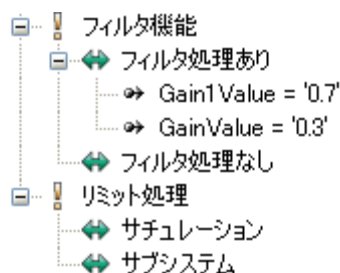 フィルタ機能
フィルタ処理あり
Gain1Value = '0.7'
GainValue = '0.3'
フィルタ処理なし
リミット処理
サチュレーション
サブシステム